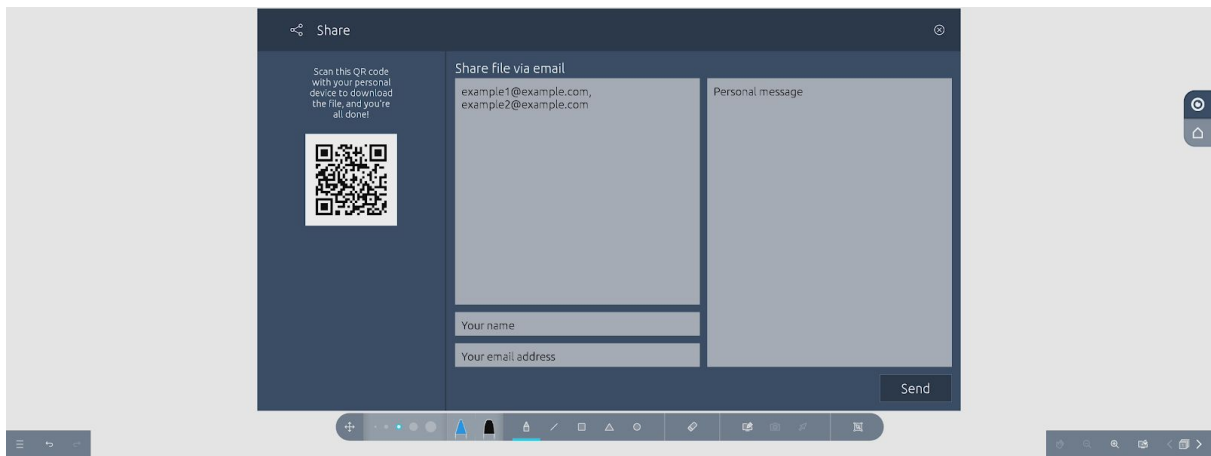 Share
Scan this QR code
with your personal
device to download
the file, and you're
all done!
Share file via email
example1@example.com,
example2@example.com
Personal message
Your name
Your email address
Send